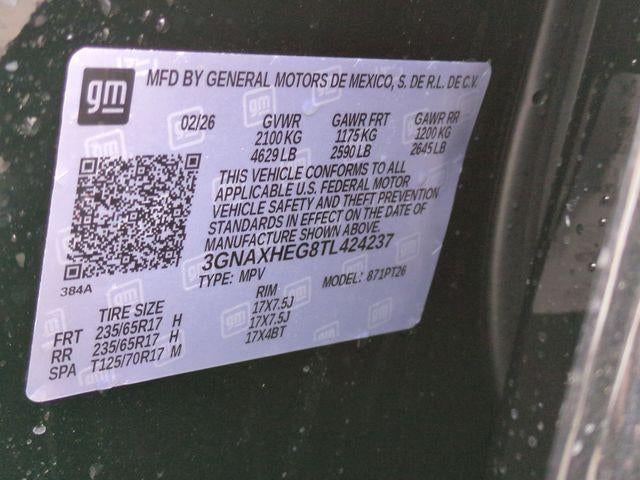 gm
MFD BY GENERAL MOTORS DE MEXICO, S. DE R.L. DE C.V.
02/26 GVWR GAWR FRT GAWR RR
2100 KG 1175 KG 1200 KG
4629 LB 2590 LB 2645 LB
THIS VEHICLE CONFORMS TO ALL
APPLICABLE U.S. FEDERAL MOTOR
VEHICLE SAFETY AND THEFT PREVENTION
STANDARDS IN EFFECT ON THE DATE OF
MANUFACTURE SHOWN ABOVE.
3GNAXHEG8TL424237
TYPE: MPV MODEL: 871PT26
384A
TIRE SIZE RIM
FRT 235/65R17 H 17X7.5J
RR 235/65R17 H 17X7.5J
SPA T125/70R17 M 17X4BT